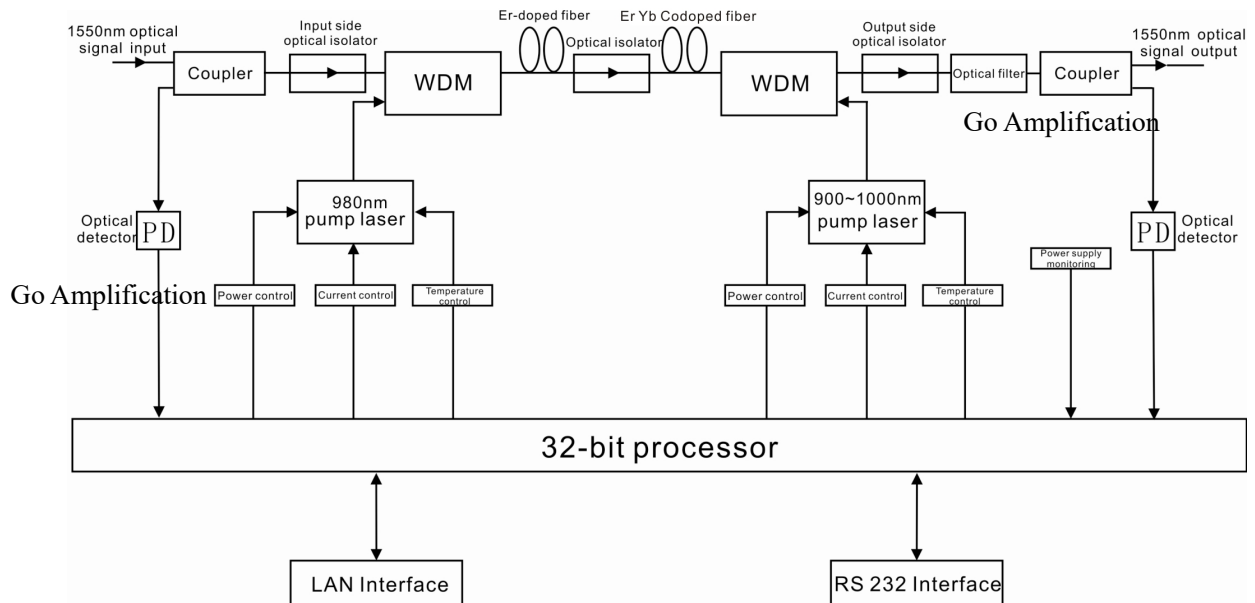 1550nm optical
signal input
Coupler
Input side
optical isolator
WDM
Er-doped fiber
Optical isolator
Er Yb Codoped fiber
WDM
Output side
optical isolator
Optical filter
Coupler
1550nm optical
signal output
Go Amplification
980nm
pump laser
900~1000nm
pump laser
Optical
detector
PD
PD
Optical
detector
Power supply
monitoring
Go Amplification
Power control
Current control
Temperature
control
Power control
Current control
Temperature
control
32-bit processor
LAN Interface
RS 232 Interface